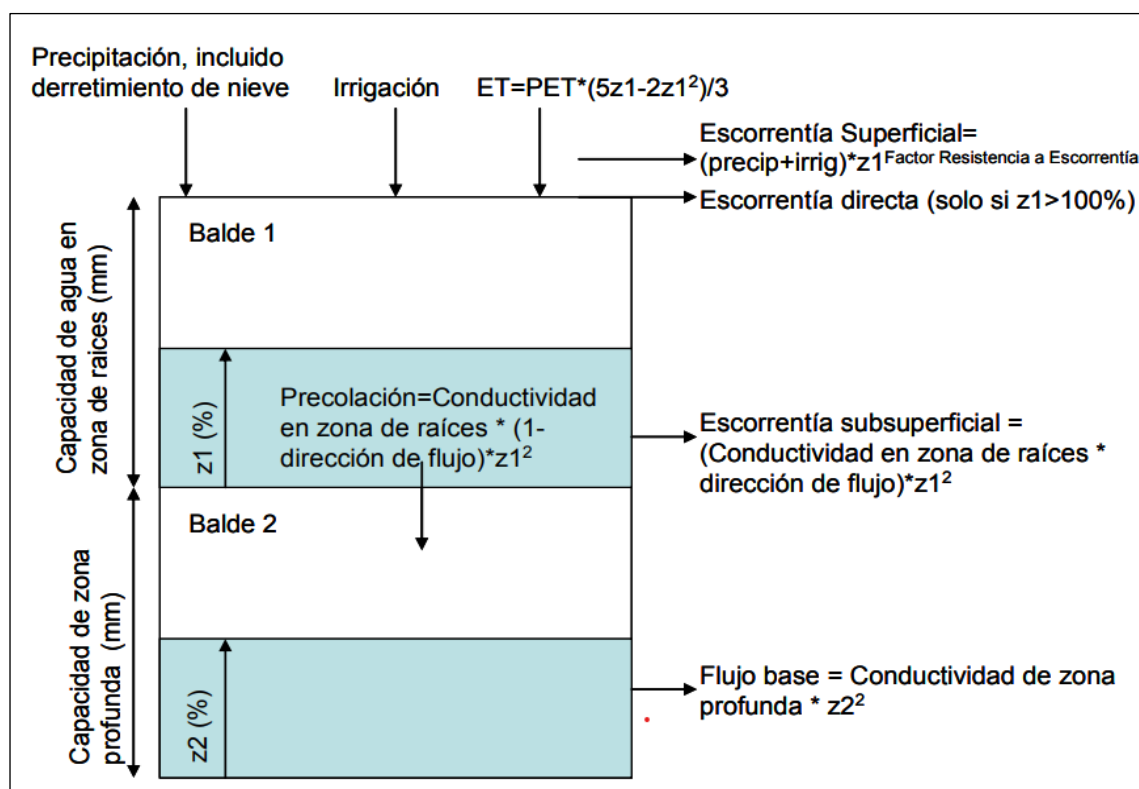 Precipitación, incluido
derretimiento de nieve
Irrigación
ET=PET*(5z1-2z1²)/3
Escorrentía Superficial=
(precip+irrig)*z1^Factor Resistencia a Escorrentía
Escorrentía directa (solo si z1>100%)
Capacidad de agua en
zona de raices (mm)
Balde 1
z1 (%)
Precolación=Conductividad
en zona de raíces * (1-
dirección de flujo)*z1²
Escorrentía subsuperficial =
(Conductividad en zona de raíces *
dirección de flujo)*z1²
Capacidad de zona
profunda (mm)
Balde 2
z2 (%)
Flujo base = Conductividad de zona
profunda * z2²